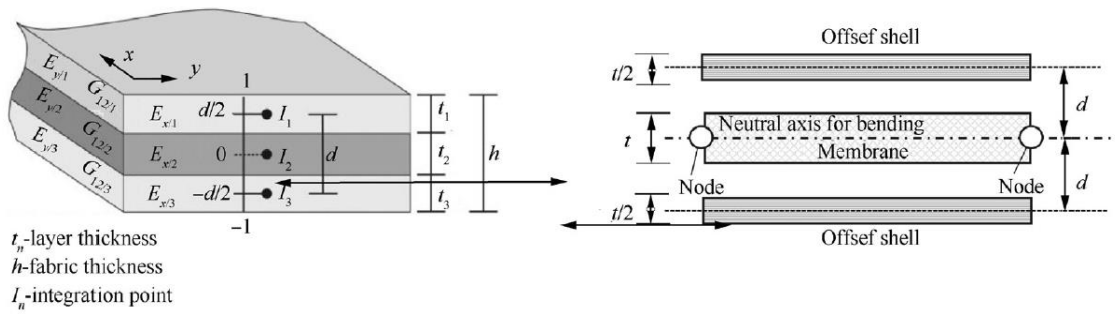 x
y
E_y/1
G_12/1
E_y/2
G_12/2
E_y/3
G_12/3
1
E_x/1 d/2 I_1
E_x/2 0 I_2
E_x/3 -d/2 I_3
-1
d
t_1
t_2
t_3
h
t_n-layer thickness
h-fabric thickness
I_n-integration point
Offsef shell
t/2
d
t
Neutral axis for bending
Membrane
Node
Node
d
t/2
Offsef shell